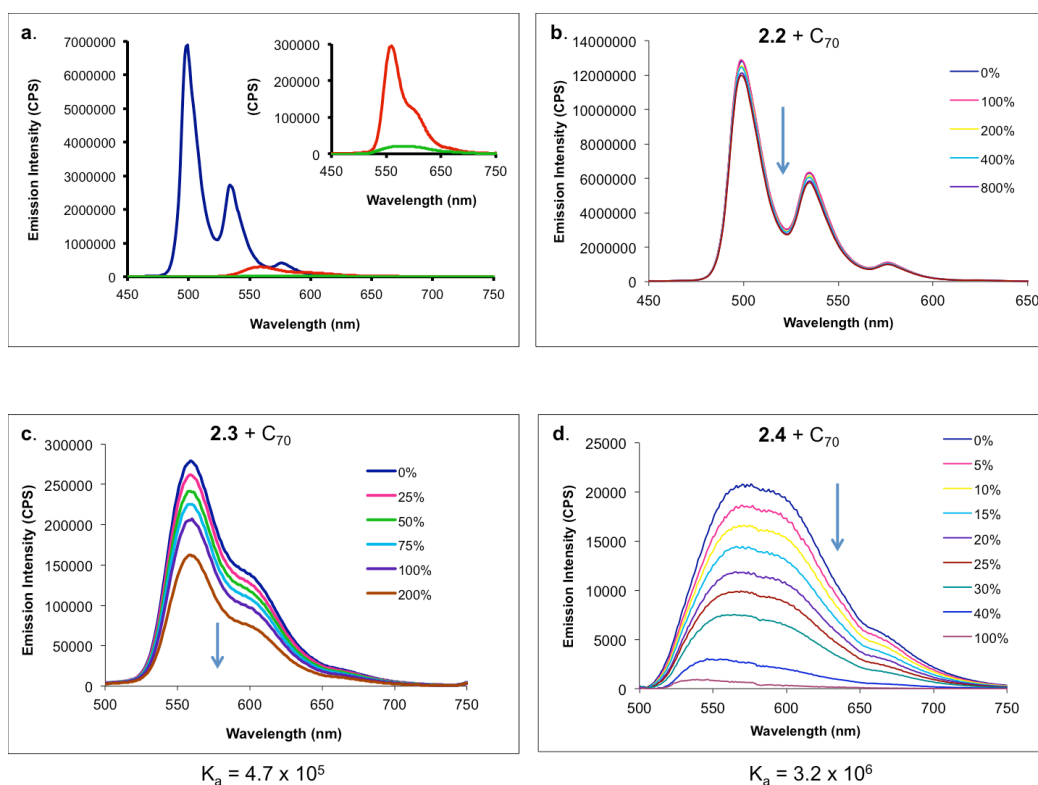 a.
7000000
6000000
5000000
4000000
3000000
2000000
1000000
0
Emission Intensity (CPS)
450 500 550 600 650 700 750
Wavelength (nm)
300000
200000
100000
0
(CPS)
450 550 650 750
Wavelength (nm)
b.
2.2 + C70
14000000
12000000
10000000
8000000
6000000
4000000
2000000
0
Emission Intensity (CPS)
0%
100%
200%
400%
800%
450 500 550 600 650
Wavelength (nm)
c.
2.3 + C70
300000
250000
200000
150000
100000
50000
0
Emission Intensity (CPS)
0%
25%
50%
75%
100%
200%
500 550 600 650 700 750
Wavelength (nm)
Ka = 4.7 x 10⁵
d.
2.4 + C70
25000
20000
15000
10000
5000
0
Emission Intensity (CPS)
0%
5%
10%
15%
20%
25%
30%
40%
100%
500 550 600 650 700 750
Wavelength (nm)
Ka = 3.2 x 10⁶